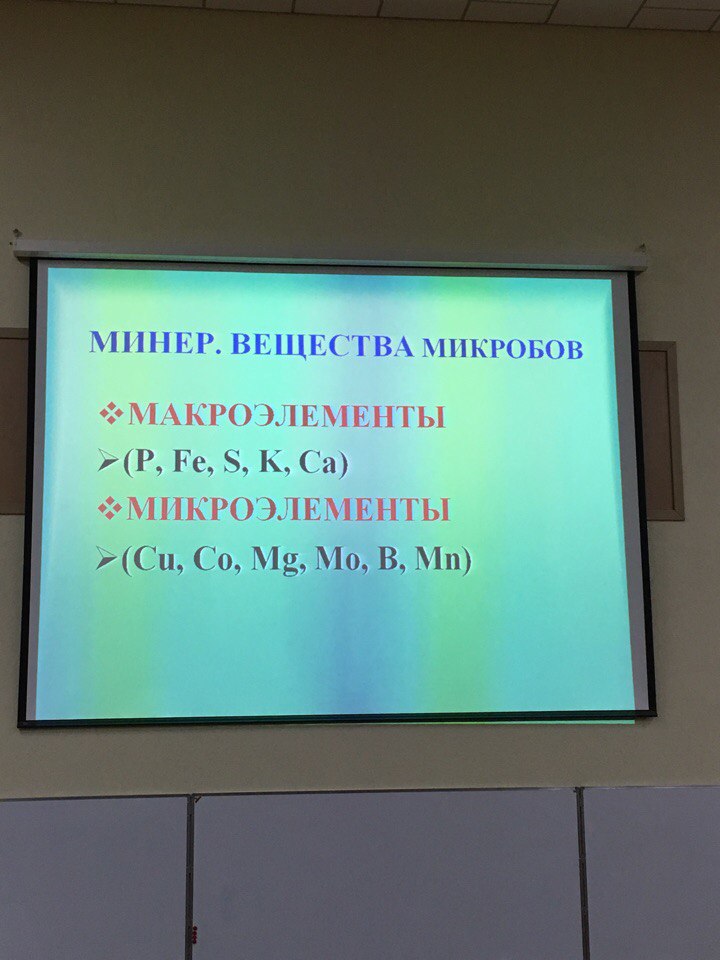 МИНЕР. ВЕЩЕСТВА МИКРОБОВ
МАКРОЭЛЕМЕНТЫ
(P, Fe, S, K, Ca)
МИКРОЭЛЕМЕНТЫ
(Cu, Co, Mg, Mo, B, Mn)